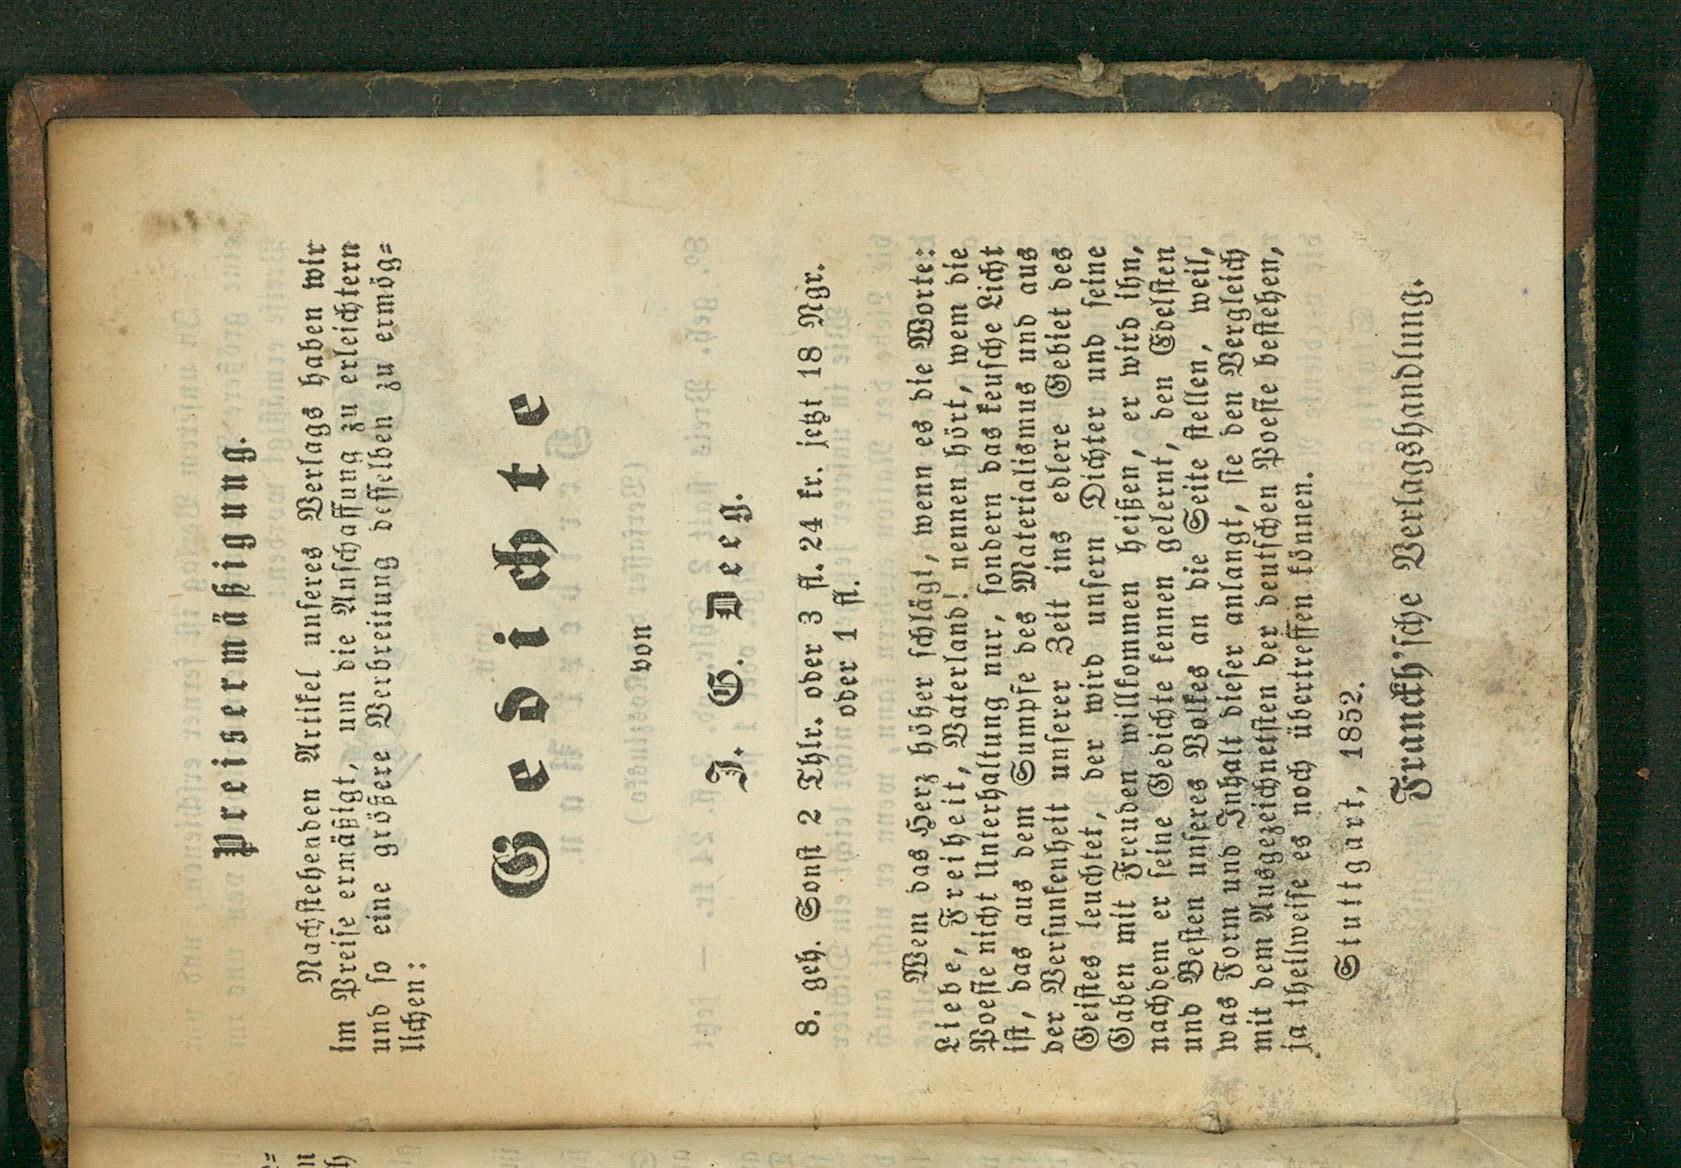 Preisermäßigung.
Nachstehenden Artikel unseres Verlags haben wir
im Preise ermäßigt, um die Anschaffung zu erleichtern
und so eine größere Verbreitung desselben zu ermög=
lichen:
Gedichte
von
J. G. Deeg.
8. geh. Sonst 2 Thlr. oder 3 fl. 24 kr. jetzt 18 Ngr.
oder 1 fl.
Wem das Herz höher schlägt, wenn es die Worte:
Liebe, Freiheit, Vaterland! nennen hört, wem die
Poesie nicht Unterhaltung nur, sondern das keusche Licht
ist, das aus dem Sumpfe des Materialismus und aus
der Versunkenheit unserer Zeit ins edlere Gebiet des
Geistes leuchtet, der wird unsern Dichter und seine
Gaben mit Freuden willkommen heißen, er wird ihn,
nachdem er seine Gedichte kennen gelernt, den Edelsten
und Besten unseres Volkes an die Seite stellen, weil,
was Form und Inhalt dieser anlangt, sie den Vergleich
mit dem Ausgezeichnetsten der deutschen Poesie bestehen,
ja theilweise es noch übertreffen können.
Stuttgart, 1852.
Franckh'sche Verlagshandlung.